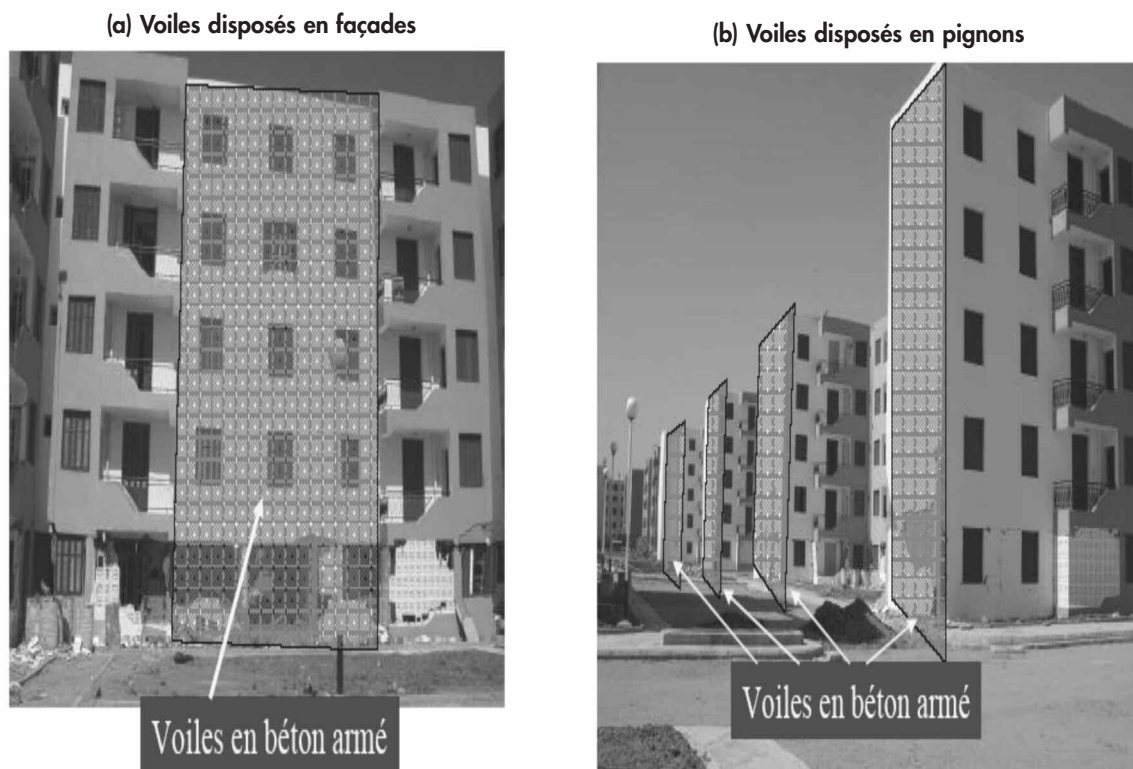 (a) Voiles disposés en façades
(b) Voiles disposés en pignons
Voiles en béton armé
Voiles en béton armé